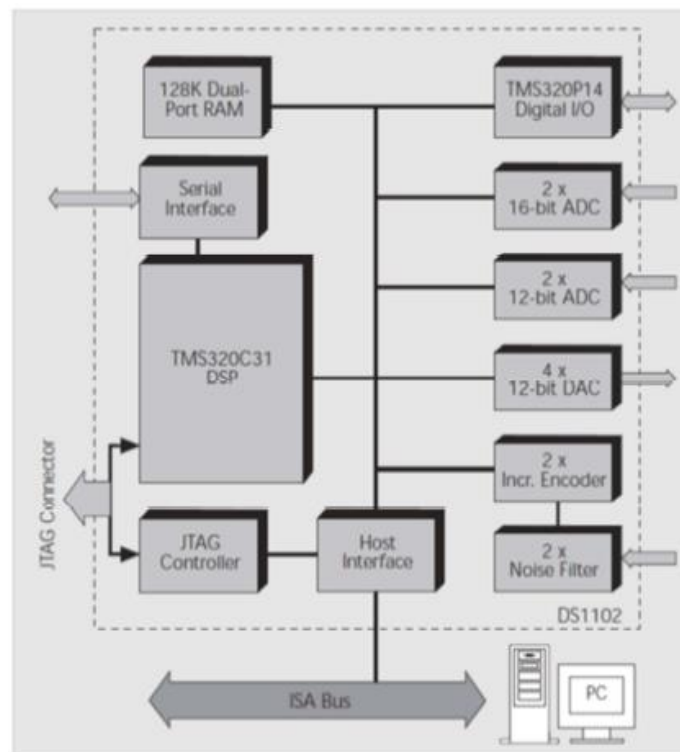 128K Dual-
Port RAM
TMS320P14
Digital I/O
Serial
Interface
2 x
16-bit ADC
2 x
12-bit ADC
TMS320C31
DSP
4 x
12-bit DAC
2 x
Incr. Encoder
JTAG Connector
JTAG
Controller
Host
Interface
2 x
Noise Filter
DS1102
ISA Bus
PC